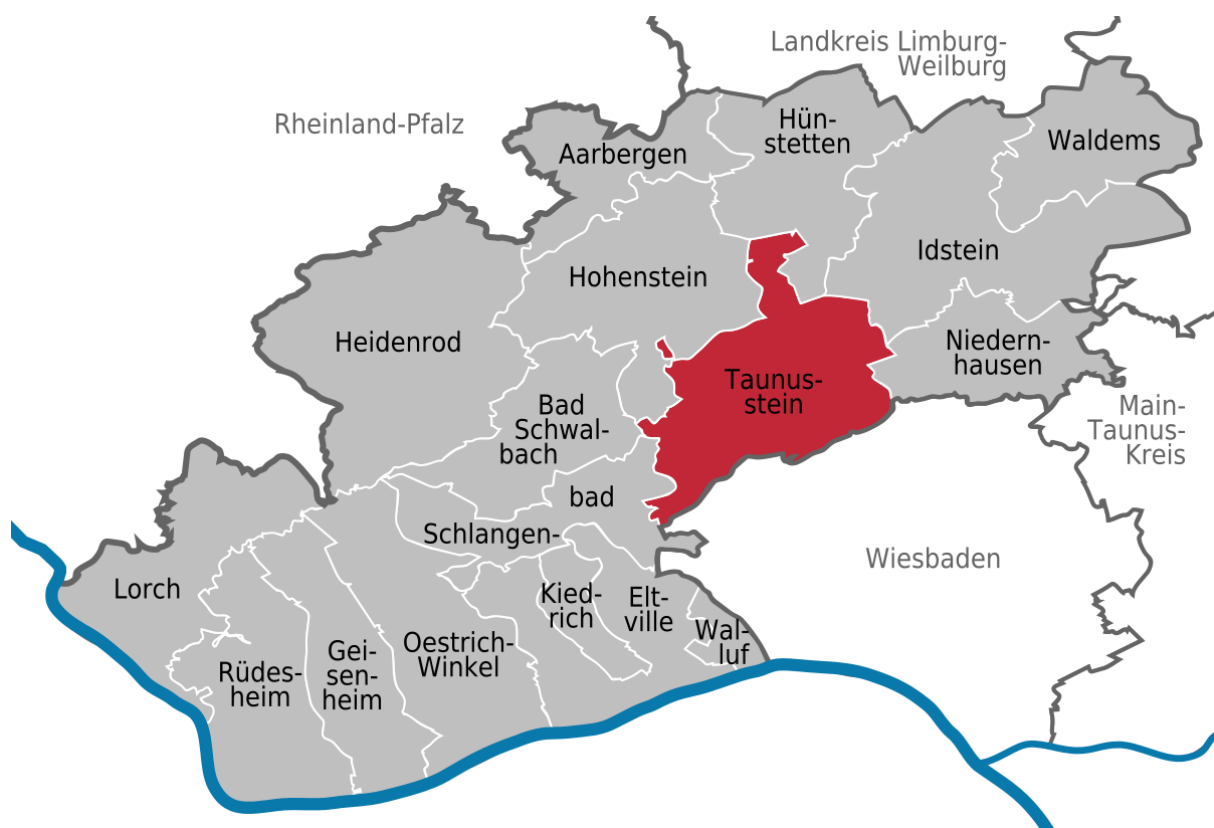 Landkreis Limburg-
Weilburg
Rheinland-Pfalz
Hün-
stetten
Waldems
Aarbergen
Idstein
Hohenstein
Heidenrod
Niedern-
hausen
Taunus-
stein
Bad
Schwal-
bach
Main-
Taunus-
Kreis
bad
Schlangen-
Wiesbaden
Lorch
Kied-
rich
Elt-
ville
Wal-
luf
Oestrich-
Winkel
Gei-
sen-
heim
Rüdes-
heim